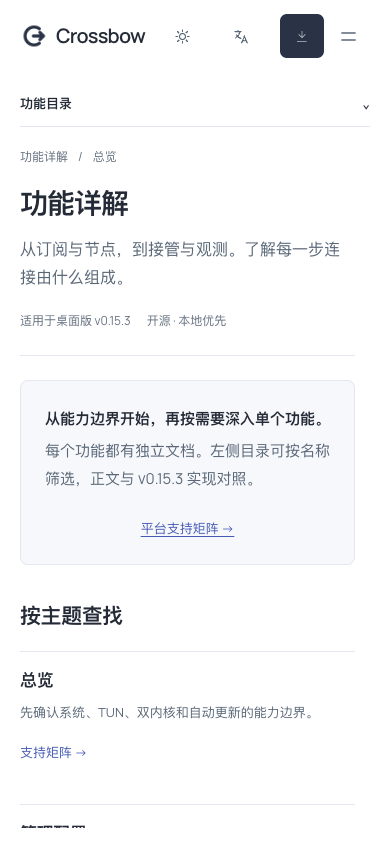 Crossbow
功能目录
功能详解 / 总览
功能详解
从订阅与节点，到接管与观测。了解每一步连
接由什么组成。
适用于桌面版 v0.15.3 开源 · 本地优先
从能力边界开始，再按需要深入单个功能。
每个功能都有独立文档。左侧目录可按名称
筛选，正文与 v0.15.3 实现对照。
平台支持矩阵 →
按主题查找
总览
先确认系统、TUN、双内核和自动更新的能力边界。
支持矩阵 →